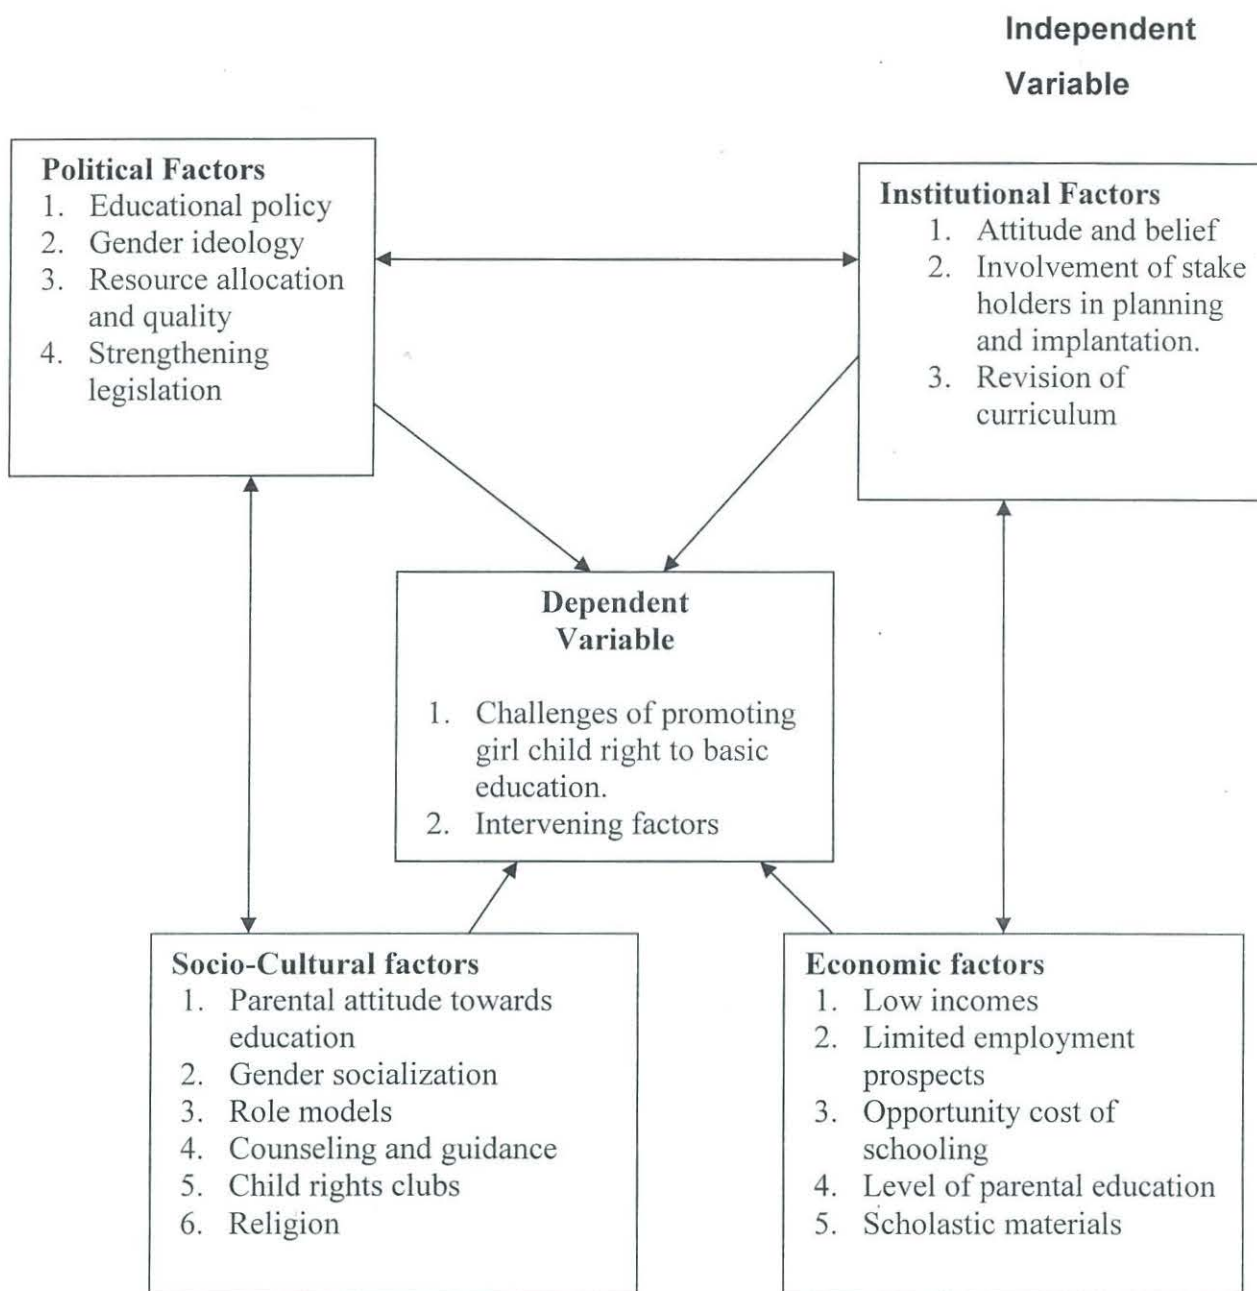 Independent
Variable
Political Factors
1. Educational policy
2. Gender ideology
3. Resource allocation
and quality
4. Strengthening
legislation
Institutional Factors
1. Attitude and belief
2. Involvement of stake
holders in planning
and implantation.
3. Revision of
curriculum
Dependent
Variable
1. Challenges of promoting
girl child right to basic
education.
2. Intervening factors
Socio-Cultural factors
1. Parental attitude towards
education
2. Gender socialization
3. Role models
4. Counseling and guidance
5. Child rights clubs
6. Religion
Economic factors
1. Low incomes
2. Limited employment
prospects
3. Opportunity cost of
schooling
4. Level of parental education
5. Scholastic materials